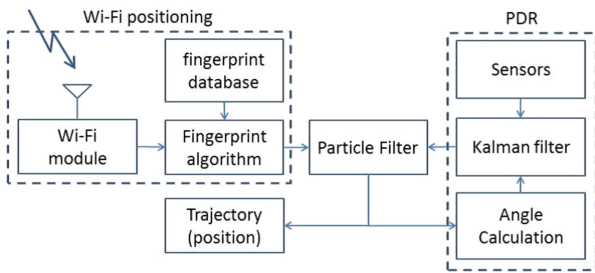 Wi-Fi positioning
PDR
fingerprint
database
Sensors
Wi-Fi
module
Fingerprint
algorithm
Particle Filter
Kalman filter
Trajectory
(position)
Angle
Calculation